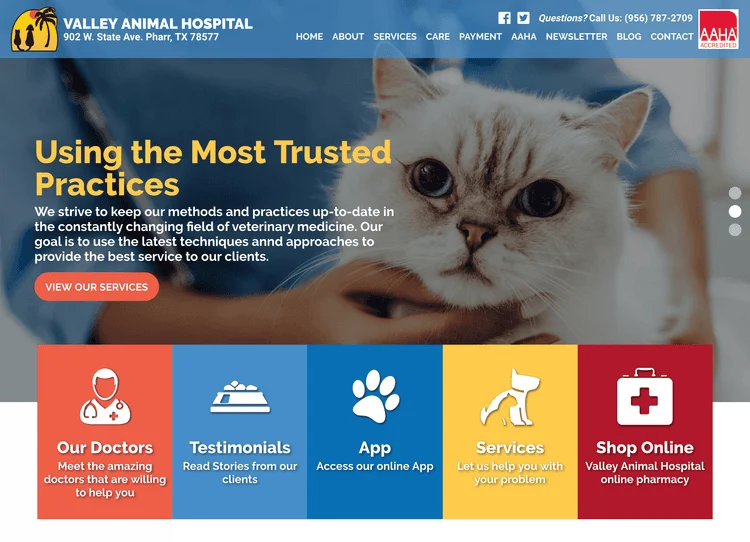 VALLEY ANIMAL HOSPITAL
902 W. State Ave. Pharr, TX 78577
Questions? Call Us: (956) 787-2709
HOME ABOUT SERVICES CARE PAYMENT AAHA NEWSLETTER BLOG CONTACT
AAHA
ACCREDITED
Using the Most Trusted
Practices
We strive to keep our methods and practices up-to-date in
the constantly changing field of veterinary medicine. Our
goal is to use the latest techniques annd approaches to
provide the best service to our clients.
VIEW OUR SERVICES
Our Doctors
Meet the amazing
doctors that are willing
to help you
Testimonials
Read Stories from our
clients
App
Access our online App
Services
Let us help you with
your problem
Shop Online
Valley Animal Hospital
online pharmacy